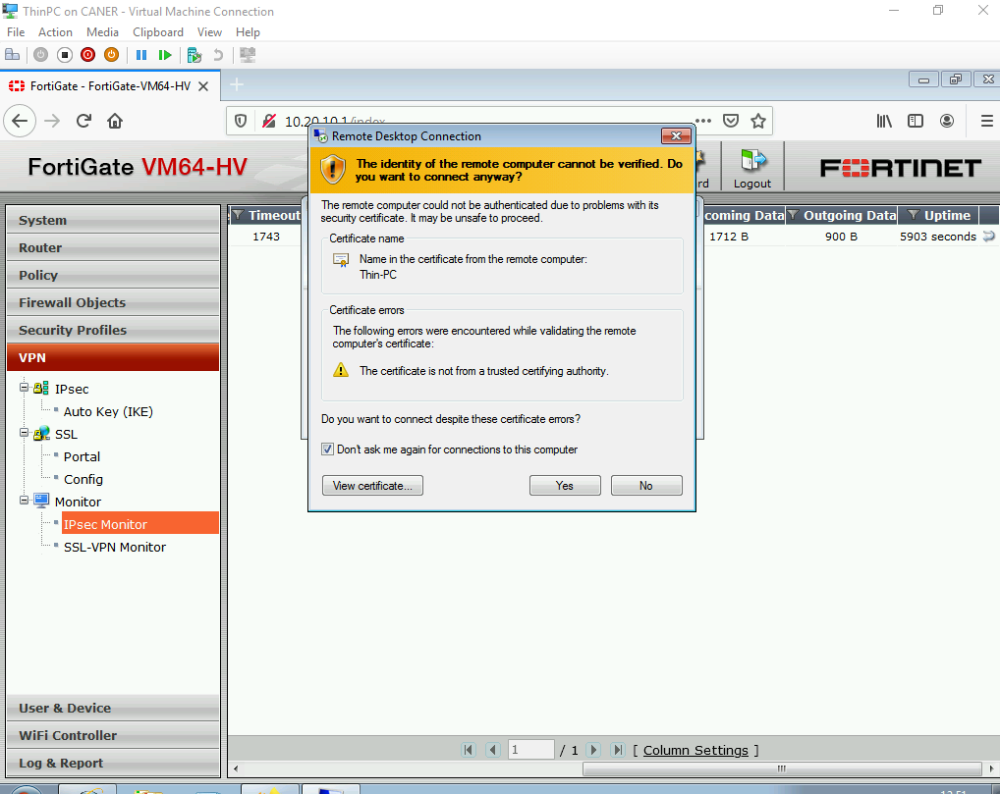 ThinPC on CANER - Virtual Machine Connection
File Action Media Clipboard View Help
FortiGate - FortiGate-VM64-HV
10.20.10.1/index
Remote Desktop Connection
The identity of the remote computer cannot be verified. Do
you want to connect anyway?
The remote computer could not be authenticated due to problems with its
security certificate. It may be unsafe to proceed.
Certificate name
Name in the certificate from the remote computer:
Thin-PC
Certificate errors
The following errors were encountered while validating the remote
computer's certificate:
The certificate is not from a trusted certifying authority.
Do you want to connect despite these certificate errors?
Don't ask me again for connections to this computer
View certificate...
Yes
No
FortiGate VM64-HV
rd
Logout
FORTINET
System
Router
Policy
Firewall Objects
Security Profiles
VPN
IPsec
Auto Key (IKE)
SSL
Portal
Config
Monitor
IPsec Monitor
SSL-VPN Monitor
User & Device
WiFi Controller
Log & Report
Timeout
coming Data
Outgoing Data
Uptime
1743
1712 B
900 B
5903 seconds
1 / 1 [ Column Settings ]
12:51